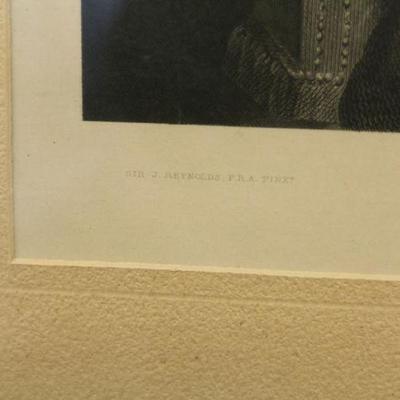 SIR J. REYNOLDS, P.R.A. PINXT